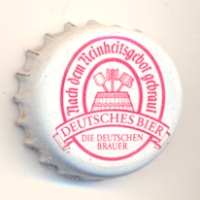 Nach dem Reinheitsgebot gebraut
DEUTSCHES BIER
DIE DEUTSCHEN
BRAUER